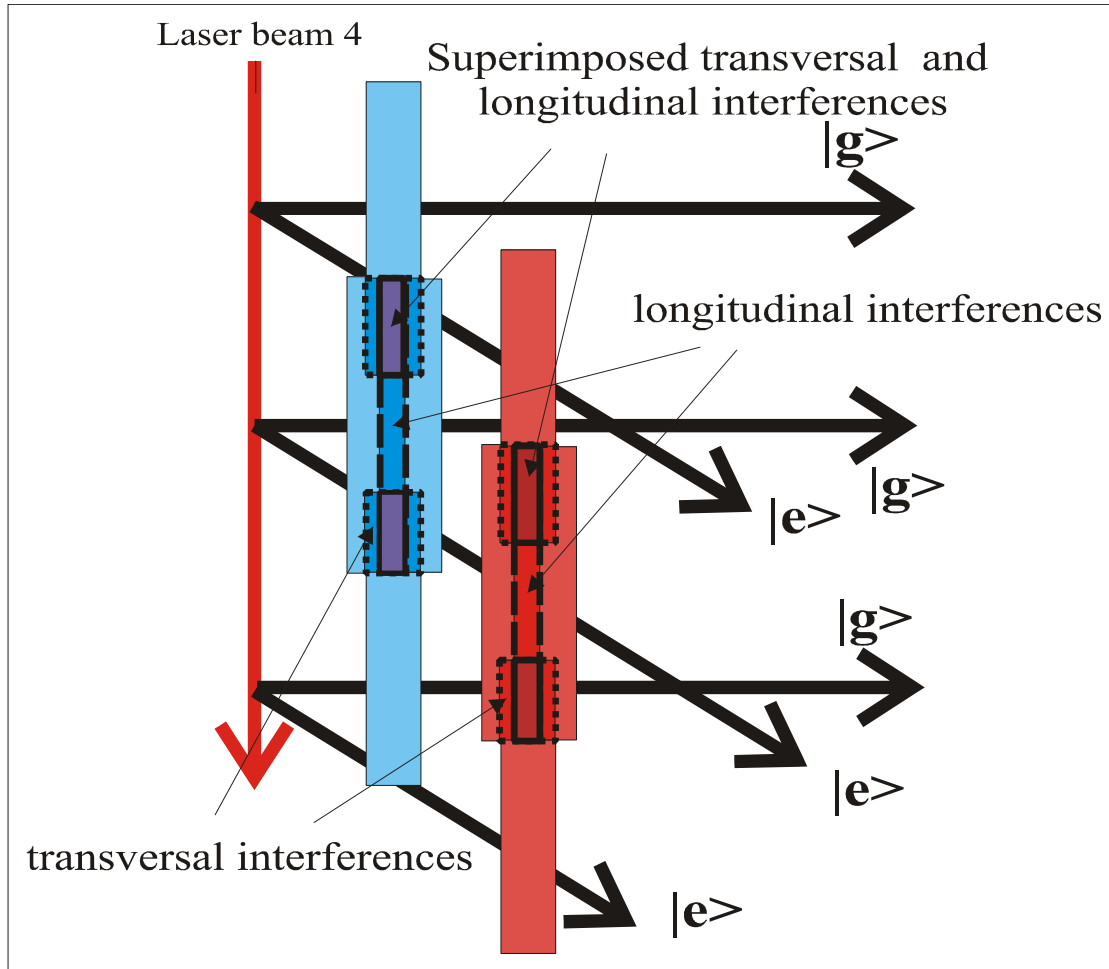 Laser beam 4
Superimposed transversal and
longitudinal interferences
|g>
longitudinal interferences
|g>
|e>
|g>
|e>
transversal interferences
|e>